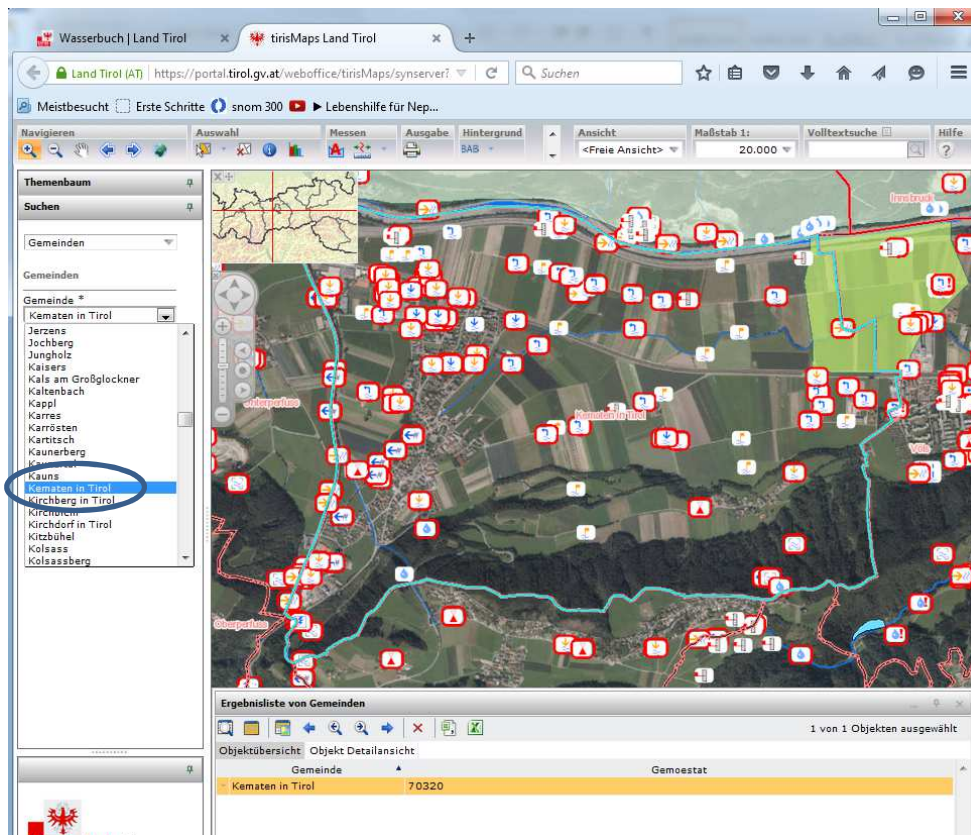 Wasserbuch | Land Tirol × tirisMaps Land Tirol × +
Land Tirol (AT) https://portal.tirol.gv.at/weboffice/tirisMaps/synserver? Suchen
Meistbesucht Erste Schritte snom 300 ► Lebenshilfe für Nep...
Navigieren Auswahl Messen Ausgabe Hintergrund Ansicht Maßstab 1: Volltextsuche Hilfe
BAB <Freie Ansicht> 20.000 ?
Themenbaum
Suchen
Gemeinden
Gemeinden
Gemeinde *
Kematen in Tirol
Jerzens
Jochberg
Jungholz
Kaisers
Kals am Großglockner
Kaltenbach
Kappl
Karres
Karrösten
Kartitsch
Kaunerberg
Kauns
Kematen in Tirol
Kirchberg in Tirol
Kirchdorf in Tirol
Kitzbühel
Kolsass
Kolsassberg
Innsbruck
Unterperfuss
Kematen in Tirol
Völs
Oberperfuss
Ergebnisliste von Gemeinden
1 von 1 Objekten ausgewählt
Objektübersicht Objekt Detailansicht
Gemeinde Gemoestat
Kematen in Tirol 70320